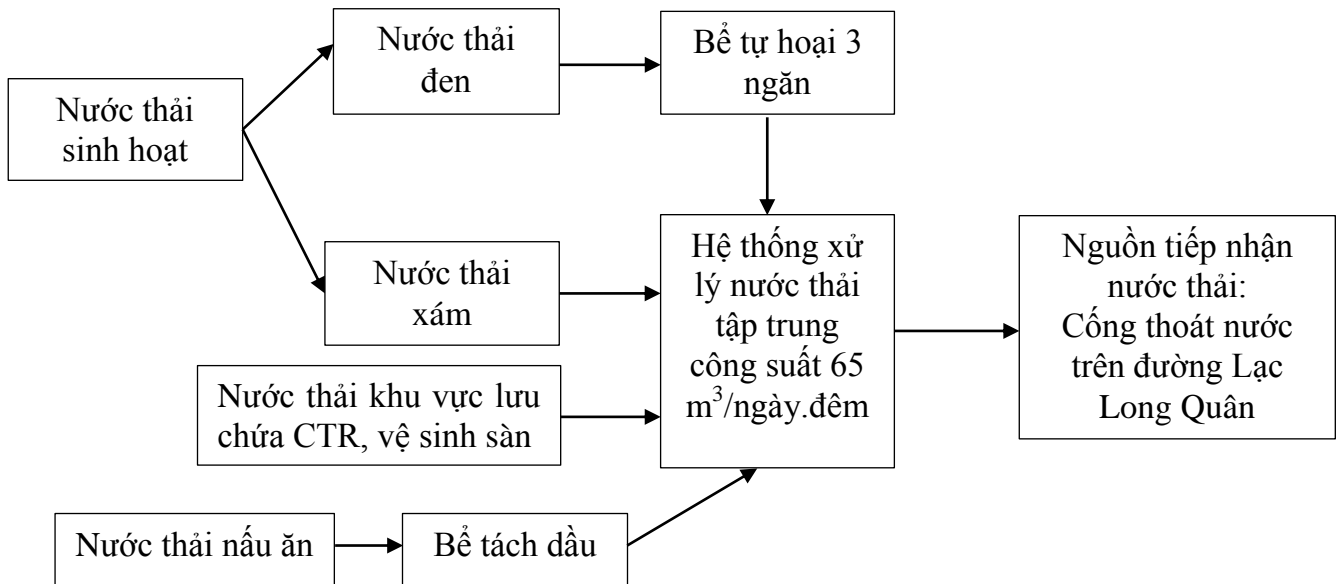 Nước thải
sinh hoạt
Nước thải
đen
Bể tự hoại 3
ngăn
Nước thải
xám
Hệ thống xử
lý nước thải
tập trung
công suất 65
m³/ngày.đêm
Nguồn tiếp nhận
nước thải:
Cống thoát nước
trên đường Lạc
Long Quân
Nước thải khu vực lưu
chứa CTR, vệ sinh sàn
Nước thải nấu ăn
Bể tách dầu